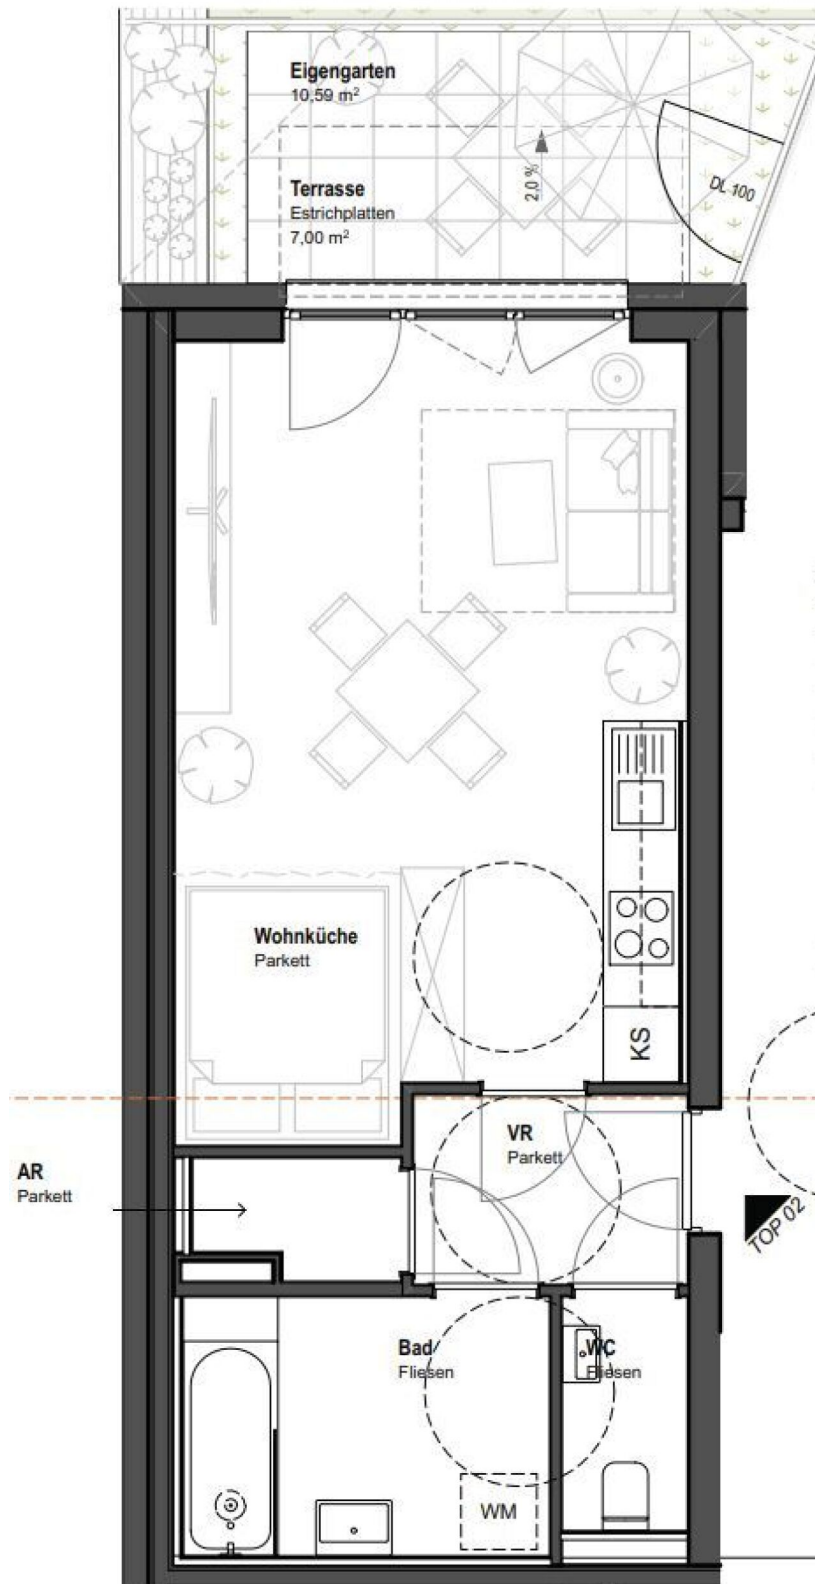 Eigengarten
10,59 m²
2,0 %
DL 100
Terrasse
Estrichplatten
7,00 m²
Wohnküche
Parkett
KS
VR
Parkett
AR
Parkett
TOP 02
Bad
Fliesen
WC
Fliesen
WM